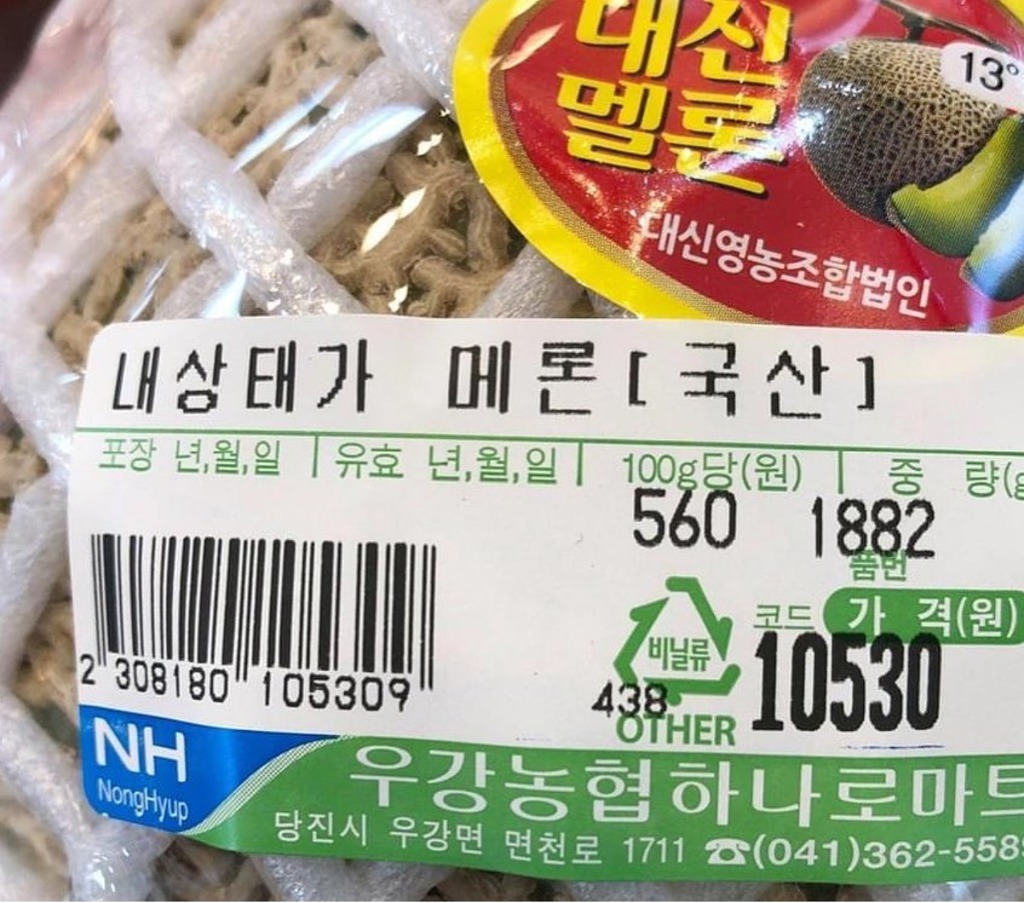 대신
멜론
13°
대신영농조합법인
내상태가 메론[국산]
포장 년,월,일 유효 년,월,일 100g당(원) 중 량(g
560 1882
품번
코드 가 격(원)
비닐류
10530
438
OTHER
2 308180 105309
NH
NongHyup
우강농협하나로마트
당진시 우강면 면천로 1711 ☎(041)362-558